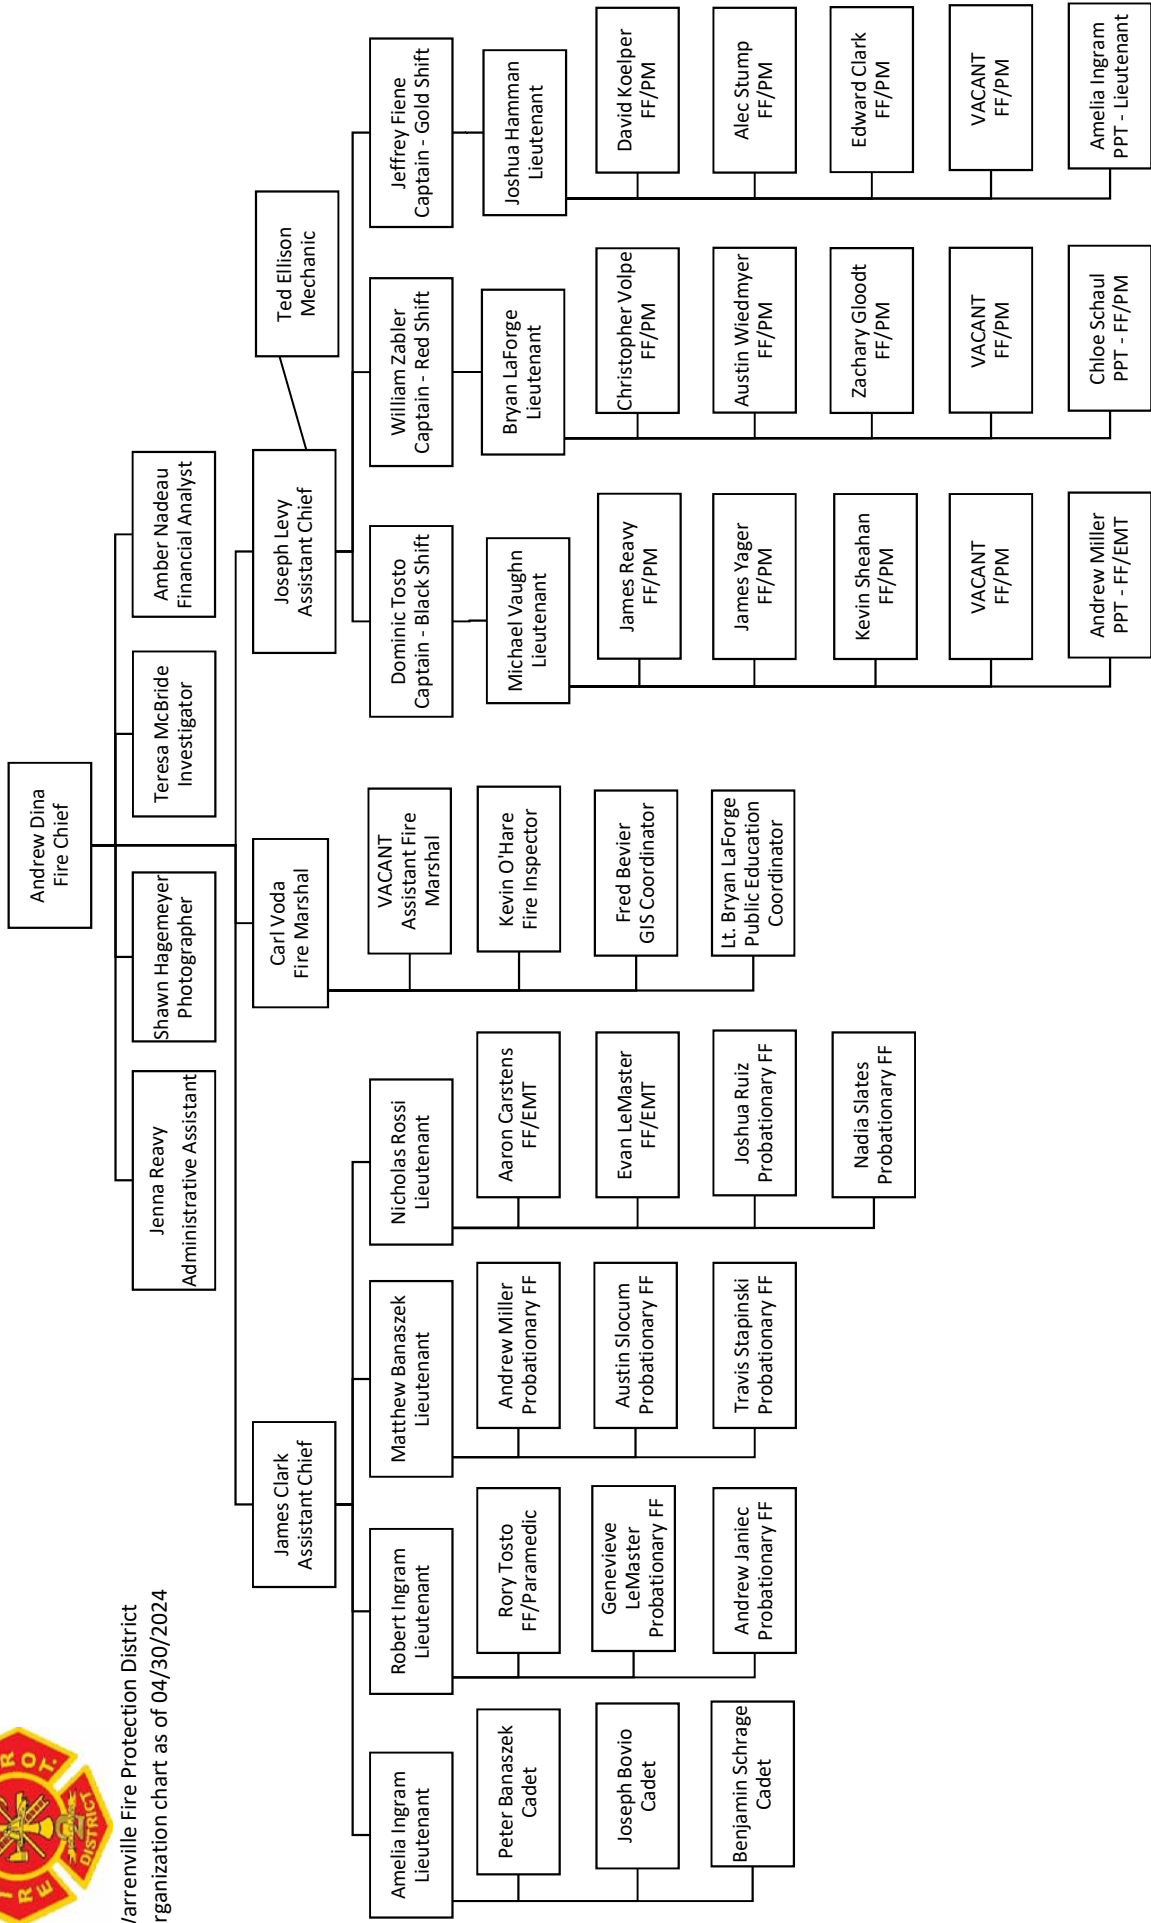 ROT.
DISTRICT
IRE
2
/arrenville Fire Protection District
rganization chart as of 04/30/2024
Andrew Dina
Fire Chief
Jenna Reavy
Administrative Assistant
Shawn Hagemeyer
Photographer
Teresa McBride
Investigator
Amber Nadeau
Financial Analyst
James Clark
Assistant Chief
Carl Voda
Fire Marshal
Joseph Levy
Assistant Chief
Ted Ellison
Mechanic
Amelia Ingram
Lieutenant
Peter Banaszek
Cadet
Joseph Bovio
Cadet
Benjamin Schrage
Cadet
Robert Ingram
Lieutenant
Rory Tosto
FF/Paramedic
Genevieve
LeMaster
Probationary FF
Andrew Janiec
Probationary FF
Matthew Banaszek
Lieutenant
Andrew Miller
Probationary FF
Austin Slocum
Probationary FF
Travis Stapinski
Probationary FF
Nicholas Rossi
Lieutenant
Aaron Carstens
FF/EMT
Evan LeMaster
FF/EMT
Joshua Ruiz
Probationary FF
Nadia Slates
Probationary FF
VACANT
Assistant Fire
Marshal
Kevin O'Hare
Fire Inspector
Fred Bevier
GIS Coordinator
Lt. Bryan LaForge
Public Education
Coordinator
Dominic Tosto
Captain - Black Shift
Michael Vaughn
Lieutenant
James Reavy
FF/PM
James Yager
FF/PM
Kevin Sheahan
FF/PM
VACANT
FF/PM
Andrew Miller
PPT - FF/EMT
William Zabler
Captain - Red Shift
Bryan LaForge
Lieutenant
Christopher Volpe
FF/PM
Austin Wiedmyer
FF/PM
Zachary Gloodt
FF/PM
VACANT
FF/PM
Chloe Schaul
PPT - FF/PM
Jeffrey Fiene
Captain - Gold Shift
Joshua Hamman
Lieutenant
David Koelper
FF/PM
Alec Stump
FF/PM
Edward Clark
FF/PM
VACANT
FF/PM
Amelia Ingram
PPT - Lieutenant